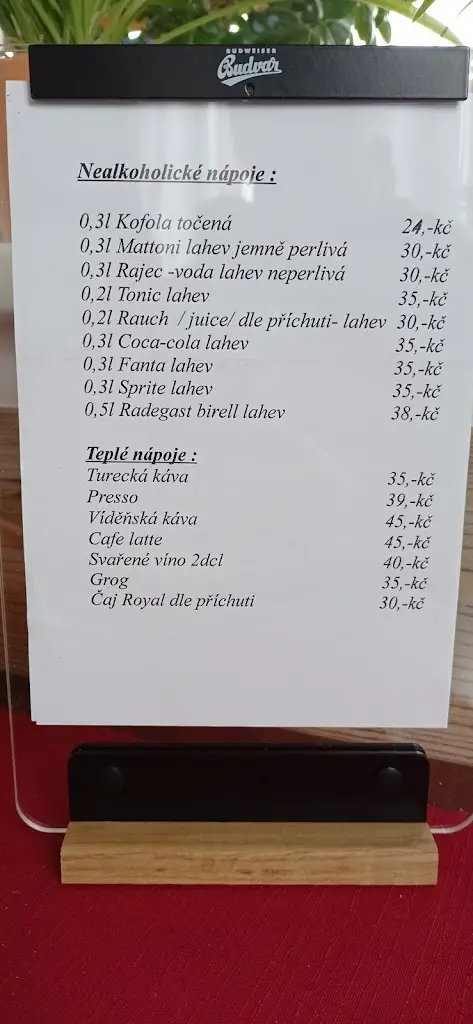 BUDWEISER
Budvar
Nealkoholické nápoje :
0,3l Kofola točená 24,-kč
0,3l Mattoni lahev jemně perlivá 30,-kč
0,3l Rajec -voda lahev neperlivá 30,-kč
0,2l Tonic lahev 35,-kč
0,2l Rauch / juice/ dle příchuti- lahev 30,-kč
0,3l Coca-cola lahev 35,-kč
0,3l Fanta lahev 35,-kč
0,3l Sprite lahev 35,-kč
0,5l Radegast birell lahev 38,-kč
Teplé nápoje :
Turecká káva 35,-kč
Presso 39,-kč
Víděňská káva 45,-kč
Cafe latte 45,-kč
Svařené víno 2dcl 40,-kč
Grog 35,-kč
Čaj Royal dle příchuti 30,-kč